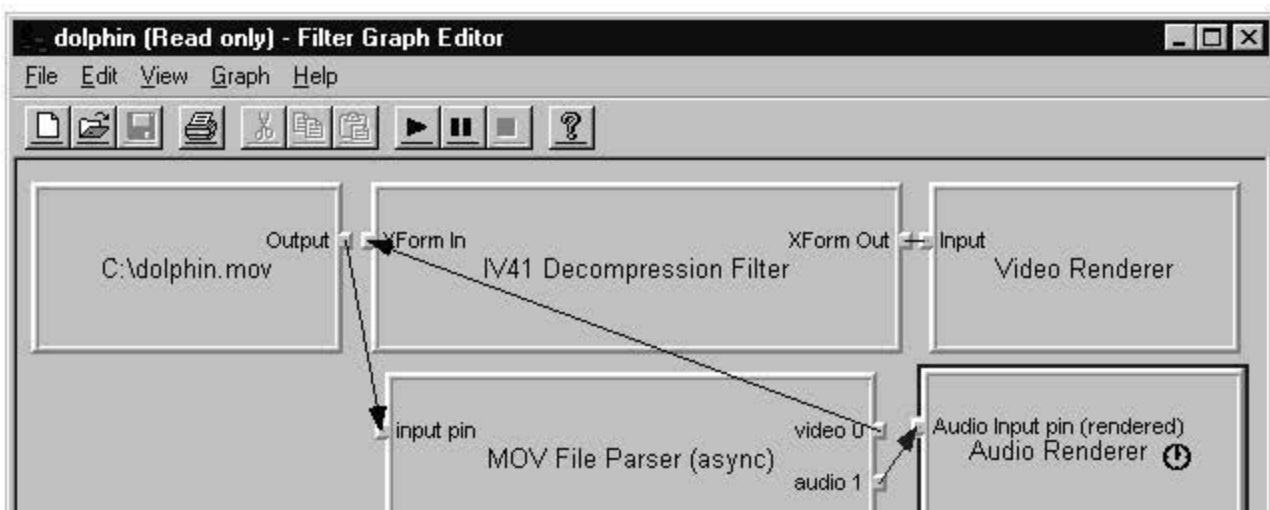 dolphin (Read only) - Filter Graph Editor
File Edit View Graph Help
Output
C:\dolphin.mov
XForm In
XForm Out
IV41 Decompression Filter
Input
Video Renderer
input pin
video 0
MOV File Parser (async)
audio 1
Audio Input pin (rendered)
Audio Renderer